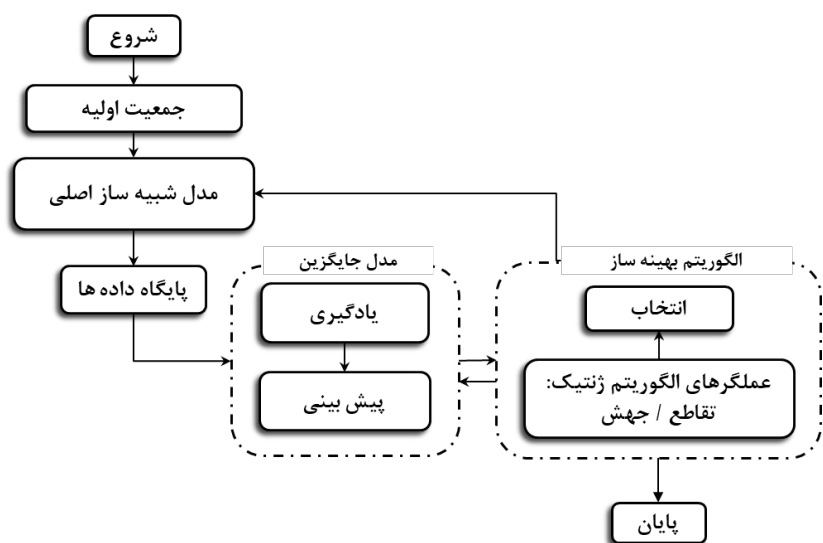 شروع
جمعیت اولیه
مدل شبیه ساز اصلی
پایگاه داده ها
مدل جایگزین
یادگیری
پیش بینی
الگوریتم بهینه ساز
انتخاب
عملگرهای الگوریتم ژنتیک:
تقاطع / جهش
پایان